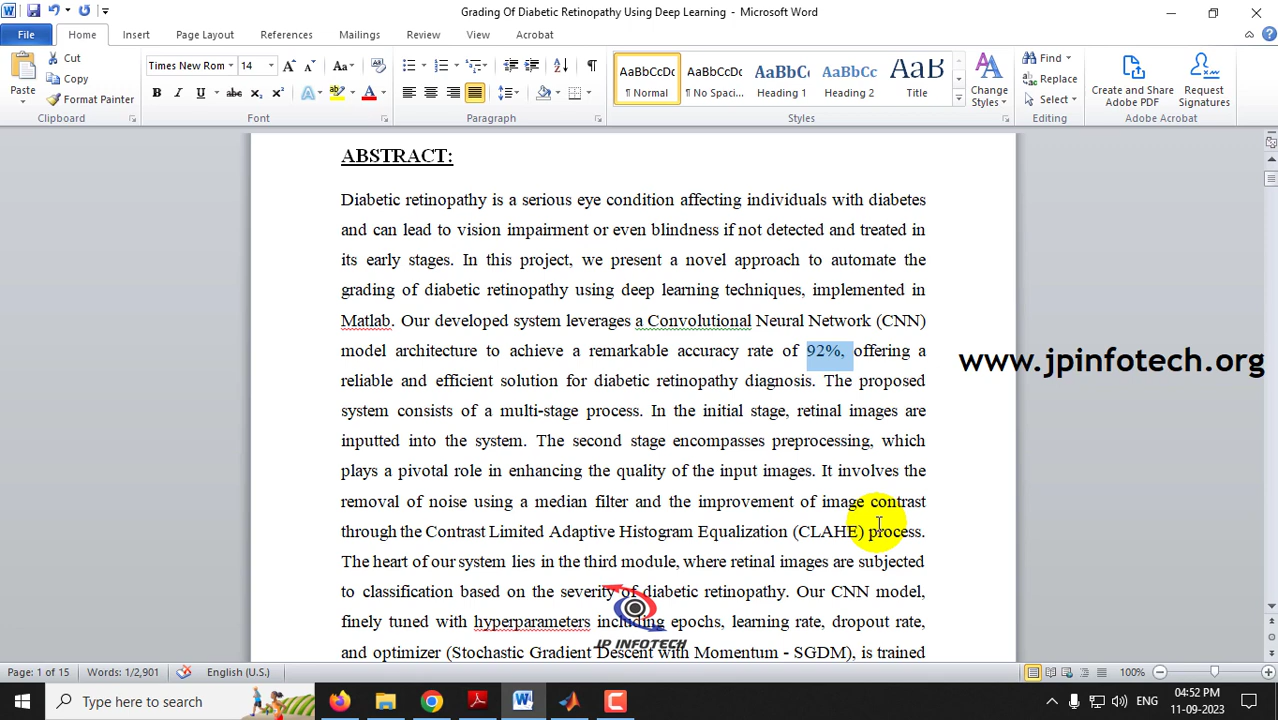 Grading Of Diabetic Retinopathy Using Deep Learning - Microsoft Word
File Home Insert Page Layout References Mailings Review View Acrobat
Paste
Cut
Copy
Format Painter
Clipboard
Times New Rom 14
Font
Paragraph
AaBbCcDc AaBbCcDc AaBbCc AaBbCc AaB
¶ Normal ¶ No Spaci... Heading 1 Heading 2 Title
Change
Styles
Styles
Find
Replace
Select
Editing
Create and Share
Adobe PDF
Request
Signatures
Adobe Acrobat
ABSTRACT:
Diabetic retinopathy is a serious eye condition affecting individuals with diabetes
and can lead to vision impairment or even blindness if not detected and treated in
its early stages. In this project, we present a novel approach to automate the
grading of diabetic retinopathy using deep learning techniques, implemented in
Matlab. Our developed system leverages a Convolutional Neural Network (CNN)
model architecture to achieve a remarkable accuracy rate of 92%, offering a
reliable and efficient solution for diabetic retinopathy diagnosis. The proposed
system consists of a multi-stage process. In the initial stage, retinal images are
inputted into the system. The second stage encompasses preprocessing, which
plays a pivotal role in enhancing the quality of the input images. It involves the
removal of noise using a median filter and the improvement of image contrast
through the Contrast Limited Adaptive Histogram Equalization (CLAHE) process.
The heart of our system lies in the third module, where retinal images are subjected
to classification based on the severity of diabetic retinopathy. Our CNN model,
finely tuned with hyperparameters including epochs, learning rate, dropout rate,
and optimizer (Stochastic Gradient Descent with Momentum - SGDM), is trained
www.jpinfotech.org
JP INFOTECH
Page: 1 of 15 Words: 1/2,901 English (U.S.) 100%
Type here to search
ENG
04:52 PM
11-09-2023